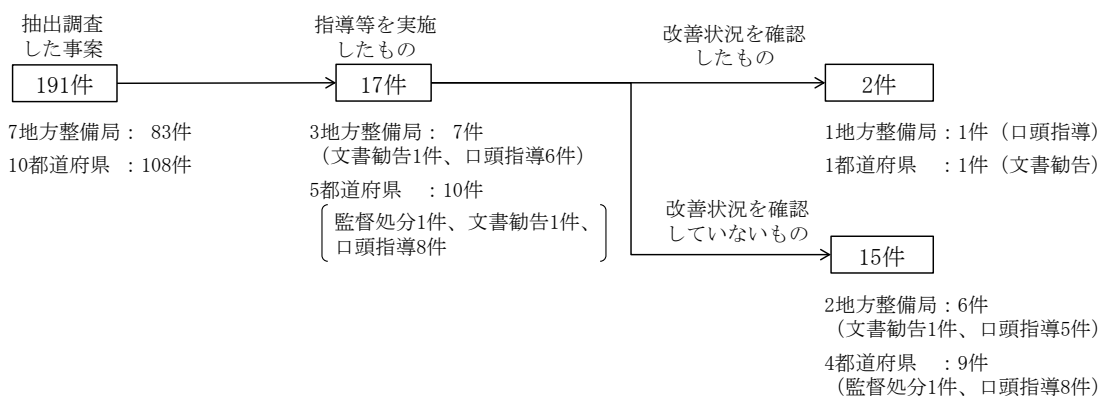 抽出調査
した事案
191件
7地方整備局： 83件
10都道府県 ：108件
指導等を実施
したもの
17件
3地方整備局： 7件
（文書勧告1件、口頭指導6件）
5都道府県 ：10件
監督処分1件、文書勧告1件、
口頭指導8件
改善状況を確認
したもの
2件
1地方整備局：1件（口頭指導）
1都道府県 ：1件（文書勧告）
改善状況を確認
していないもの
15件
2地方整備局：6件
（文書勧告1件、口頭指導5件）
4都道府県 ：9件
（監督処分1件、口頭指導8件）